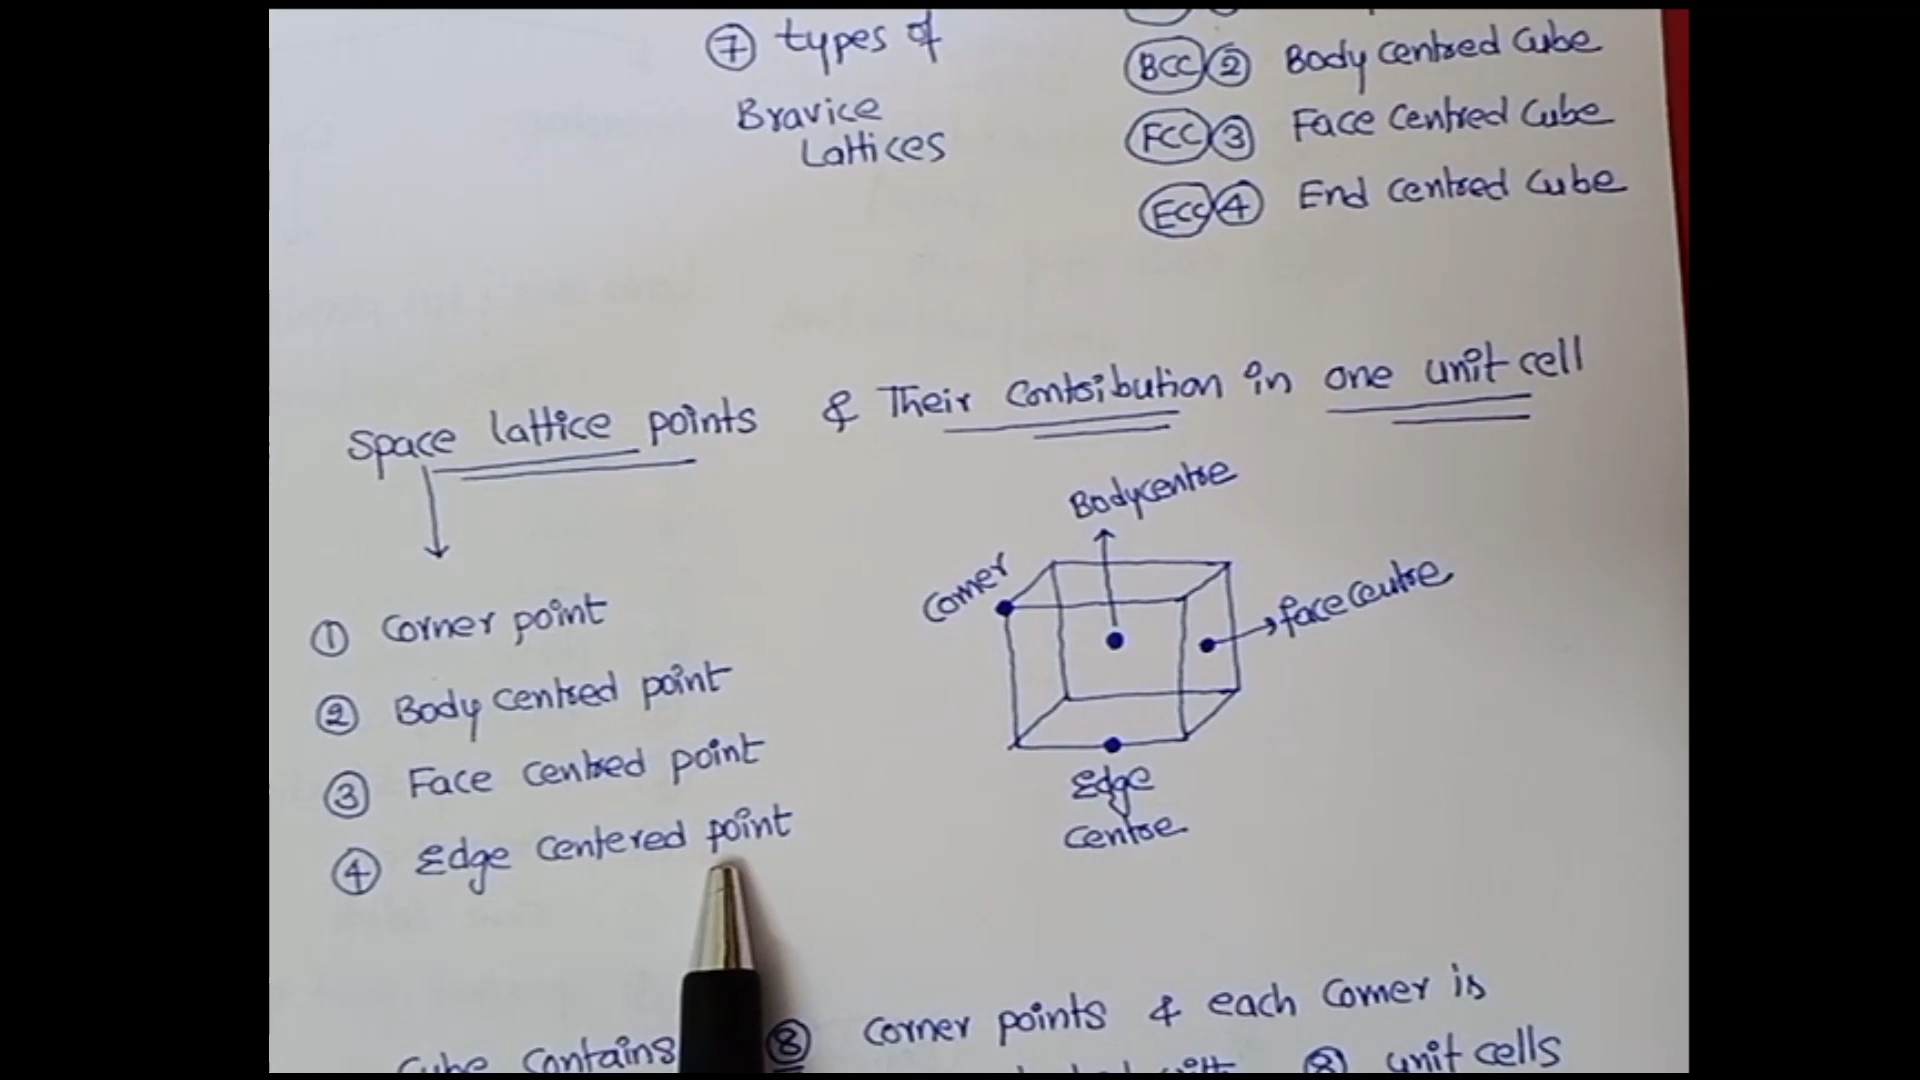 ⑦ types of
Bravice
Lattices
BCC ② Body centred Cube
FCC ③ Face Centred Cube
ECC ④ End Centred Cube
Space lattice points & Their Contribution in one unit cell
Bodycentre
Corner
facecentre
① Corner point
② Body centred point
③ Face centred point
④ Edge centered point
Edge
Centre
Cube contains ⑧ Corner points & each Corner is
⑧ unit cells